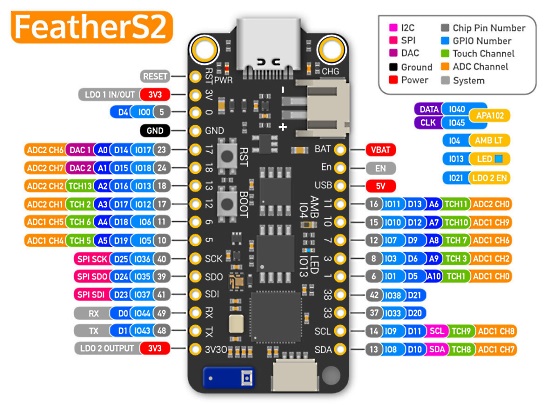 FeatherS2
I2C
SPI
DAC
Ground
Power
Chip Pin Number
GPIO Number
Touch Channel
ADC Channel
System
DATA IO40
CLK IO45
APA102
IO4 AMB LT
IO13 LED
IO21 LDO 2 EN
PWR
CHG
RESET
RST
LDO 1 IN/OUT 3V3
3V
D4 IO0 5
0
GND
GND
ADC2 CH6 DAC 1 A0 D14 IO17 23
17
ADC2 CH7 DAC 2 A1 D15 IO18 24
18
ADC2 CH2 TCH13 A2 D16 IO13 18
13
ADC2 CH1 TCH 2 A3 D17 IO12 17
12
ADC1 CH5 TCH 6 A4 D18 IO6 11
6
ADC1 CH4 TCH 5 A5 D19 IO5 10
5
SPI SCK D25 IO36 40
SCK
SPI SDO D24 IO35 39
SDO
SPI SDI D23 IO37 41
SDI
RX D0 IO44 49
RX
TX D1 IO43 48
TX
LDO 2 OUTPUT 3V3
3V3O
RST
BOOT
AMB
IO4
LED
IO13
-
+
BAT
VBAT
En
EN
USB
5V
11
16 IO11 D13 A6 TCH11 ADC2 CH0
10
15 IO10 D12 A7 TCH10 ADC1 CH9
7
12 IO7 D9 A8 TCH 7 ADC1 CH6
3
8 IO3 D6 A9 TCH 3 ADC1 CH2
1
6 IO1 D5 A10 TCH1 ADC1 CH0
38
42 IO38 D21
33
37 IO33 D20
SCL
14 IO9 D11 SCL TCH9 ADC1 CH8
SDA
13 IO8 D10 SDA TCH8 ADC1 CH7